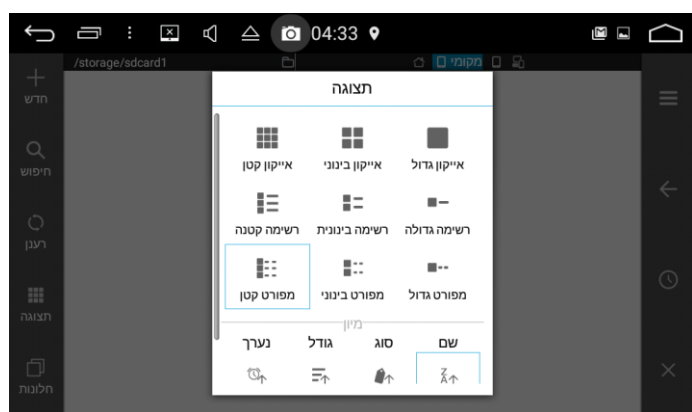 04:33
/storage/sdcard1
מקומי
חדש
חיפוש
רענן
תצוגה
חלונות
תצוגה
אייקון גדול
אייקון בינוני
אייקון קטן
רשימה גדולה
רשימה בינונית
רשימה קטנה
מפורט גדול
מפורט בינוני
מפורט קטן
מיון
שם
סוג
גודל
נערך
Z
A